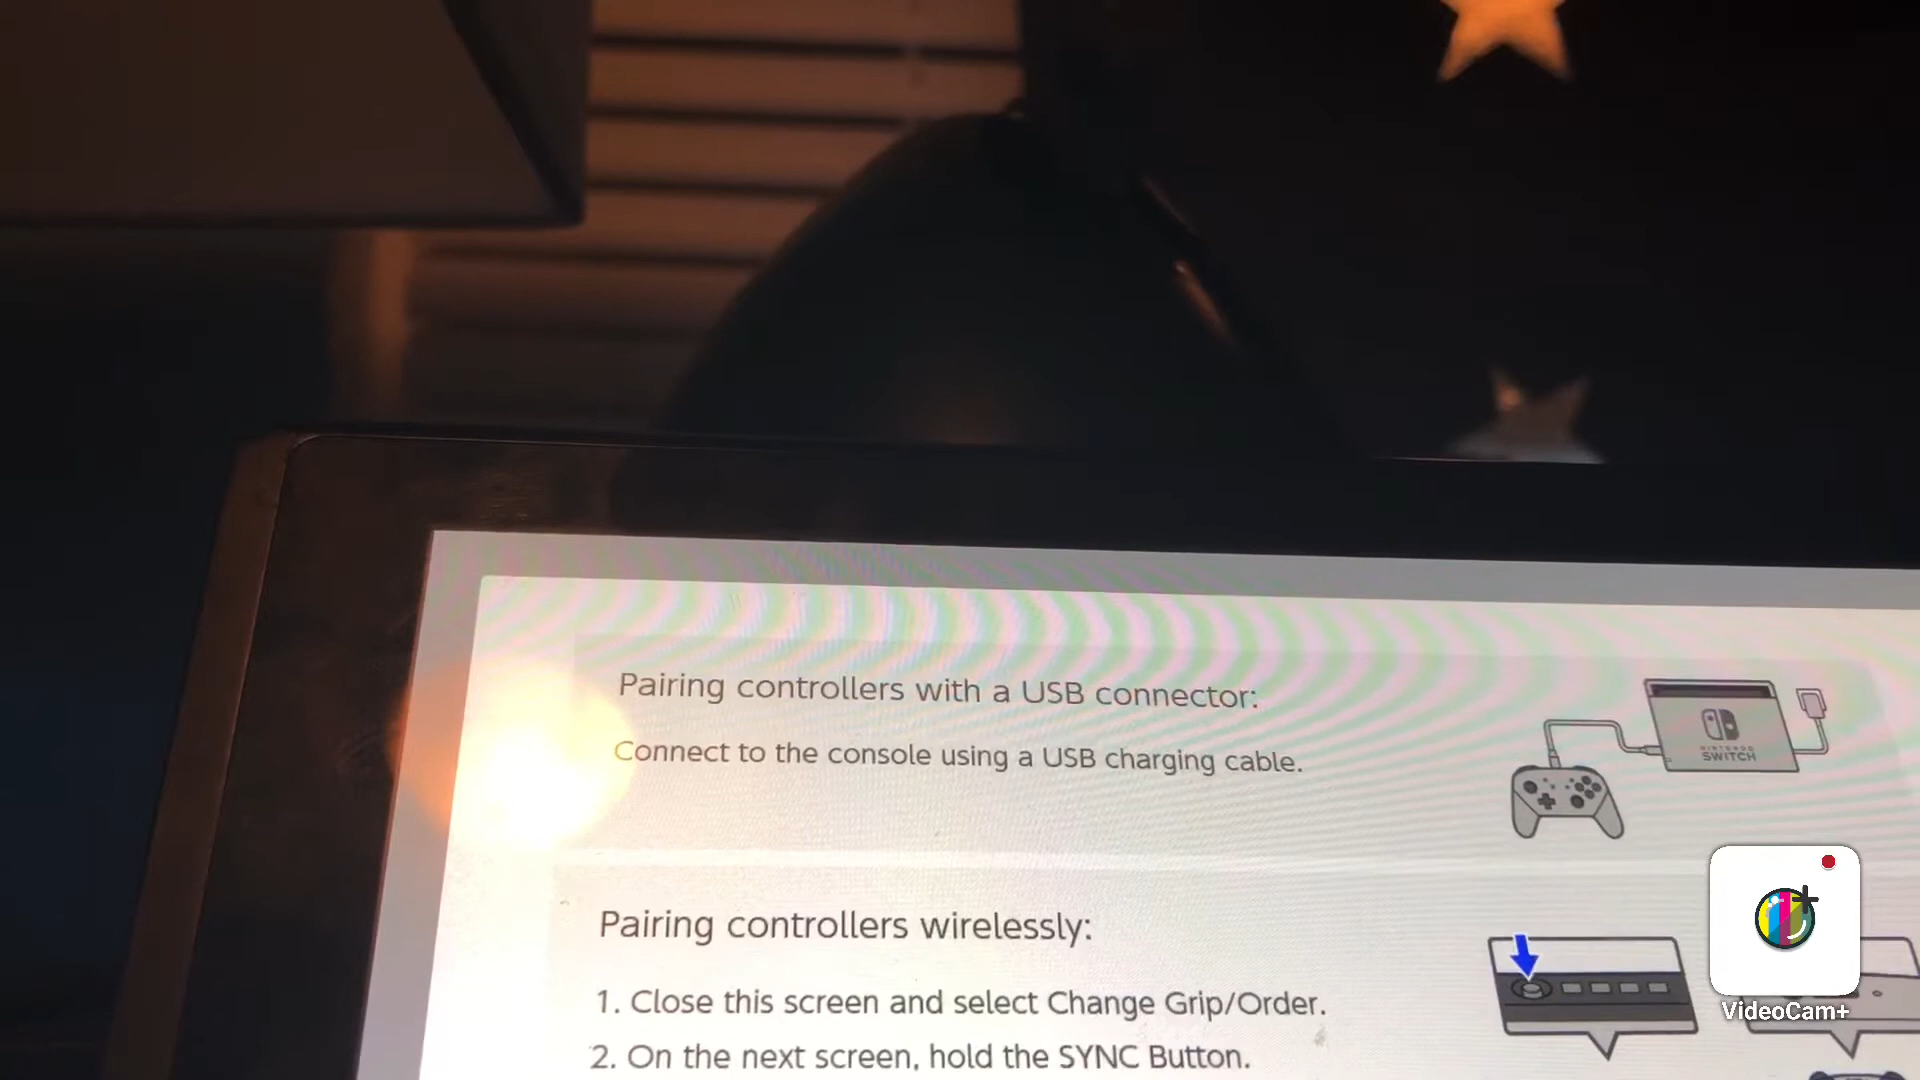 Pairing controllers with a USB connector:
Connect to the console using a USB charging cable.
NINTENDO
SWITCH
Pairing controllers wirelessly:
1. Close this screen and select Change Grip/Order.
2. On the next screen, hold the SYNC Button.
VideoCam+